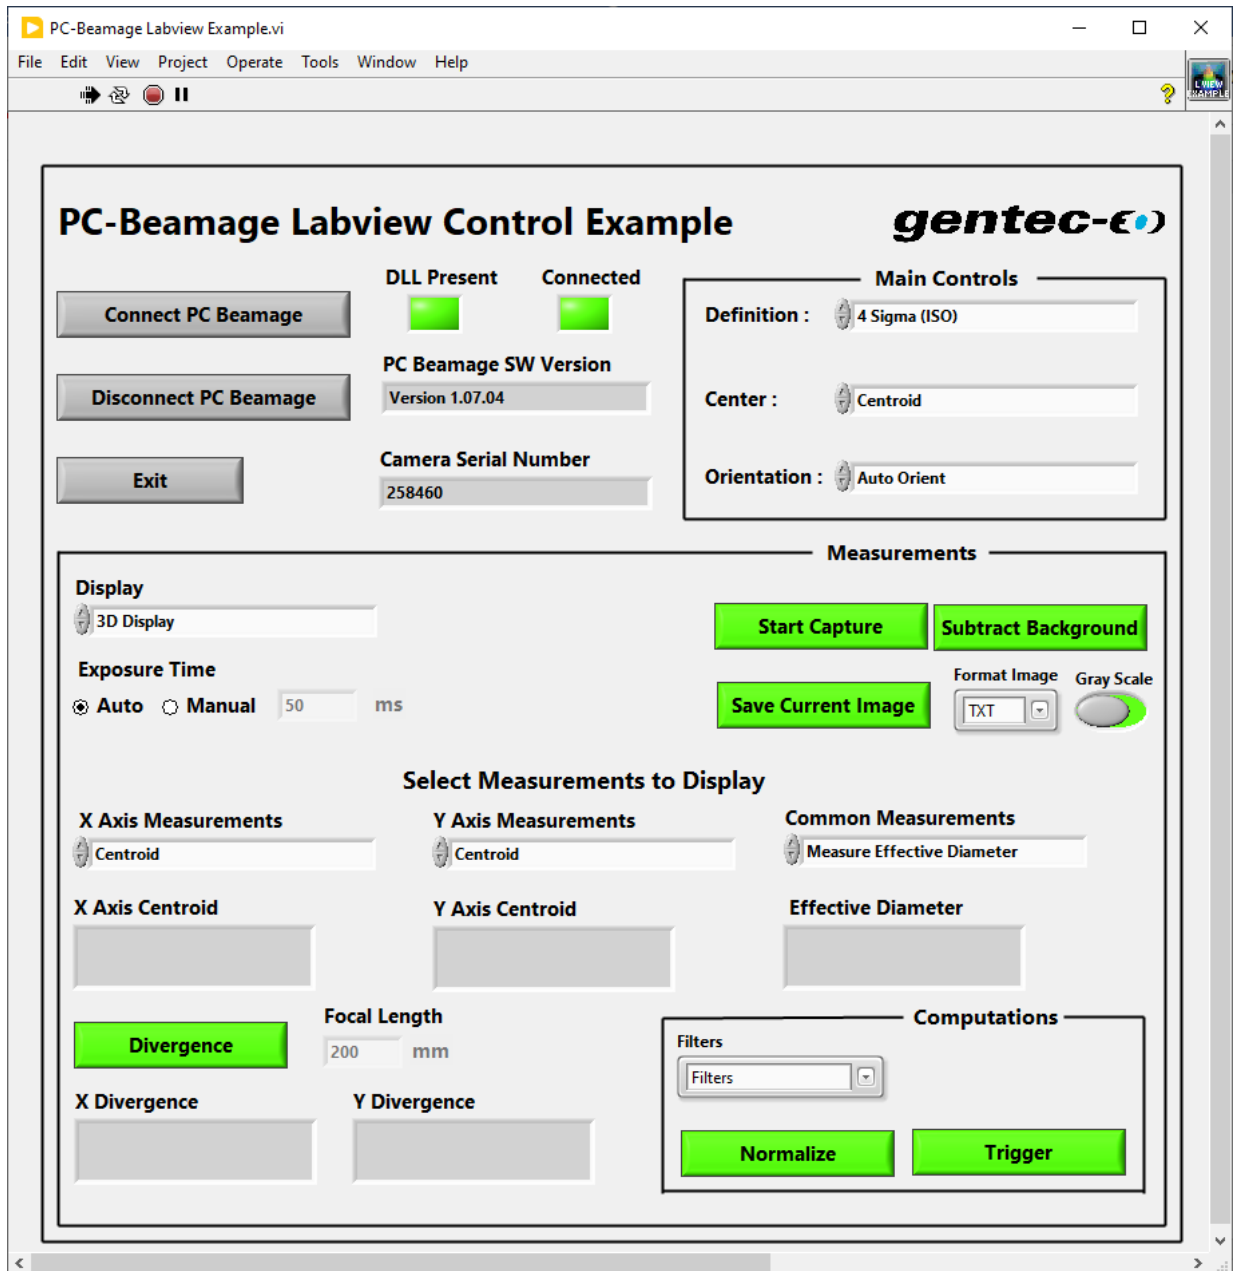 PC-Beamage Labview Example.vi
File Edit View Project Operate Tools Window Help
?
L VIEW
EXAMPLE
PC-Beamage Labview Control Example
gentec-eo
DLL Present Connected
Main Controls
Connect PC Beamage
Definition : 4 Sigma (ISO)
PC Beamage SW Version
Disconnect PC Beamage
Version 1.07.04
Center : Centroid
Camera Serial Number
Exit
258460
Orientation : Auto Orient
Measurements
Display
3D Display
Start Capture
Subtract Background
Exposure Time
Auto Manual 50 ms
Save Current Image
Format Image
TXT
Gray Scale
Select Measurements to Display
X Axis Measurements
Centroid
Y Axis Measurements
Centroid
Common Measurements
Measure Effective Diameter
X Axis Centroid
Y Axis Centroid
Effective Diameter
Divergence
Focal Length
200 mm
X Divergence
Y Divergence
Computations
Filters
Filters
Normalize
Trigger